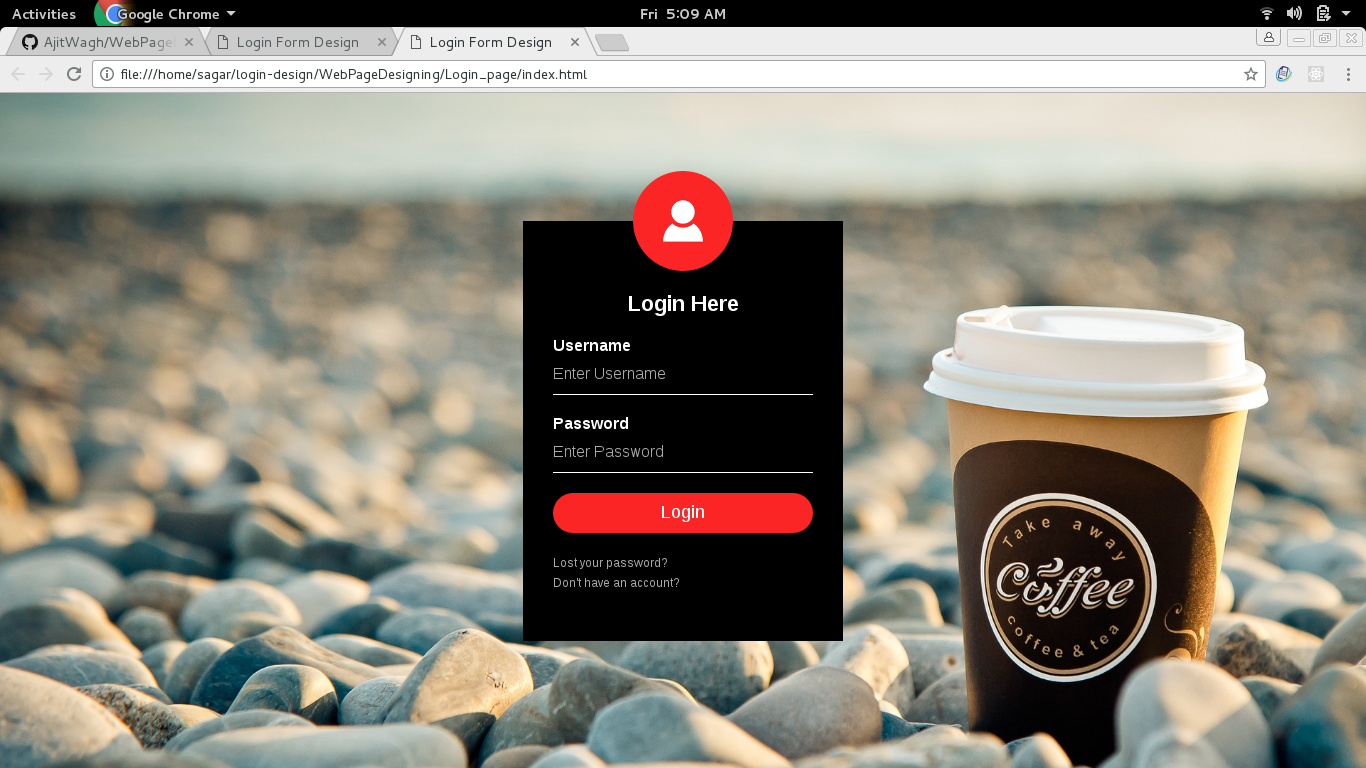 Activities Google Chrome Fri 5:09 AM
AjitWagh/WebPage Login Form Design Login Form Design
file:///home/sagar/login-design/WebPageDesigning/Login_page/index.html
Login Here
Username
Enter Username
Password
Enter Password
Login
Lost your password?
Don't have an account?
Take away
Coffee
coffee & tea